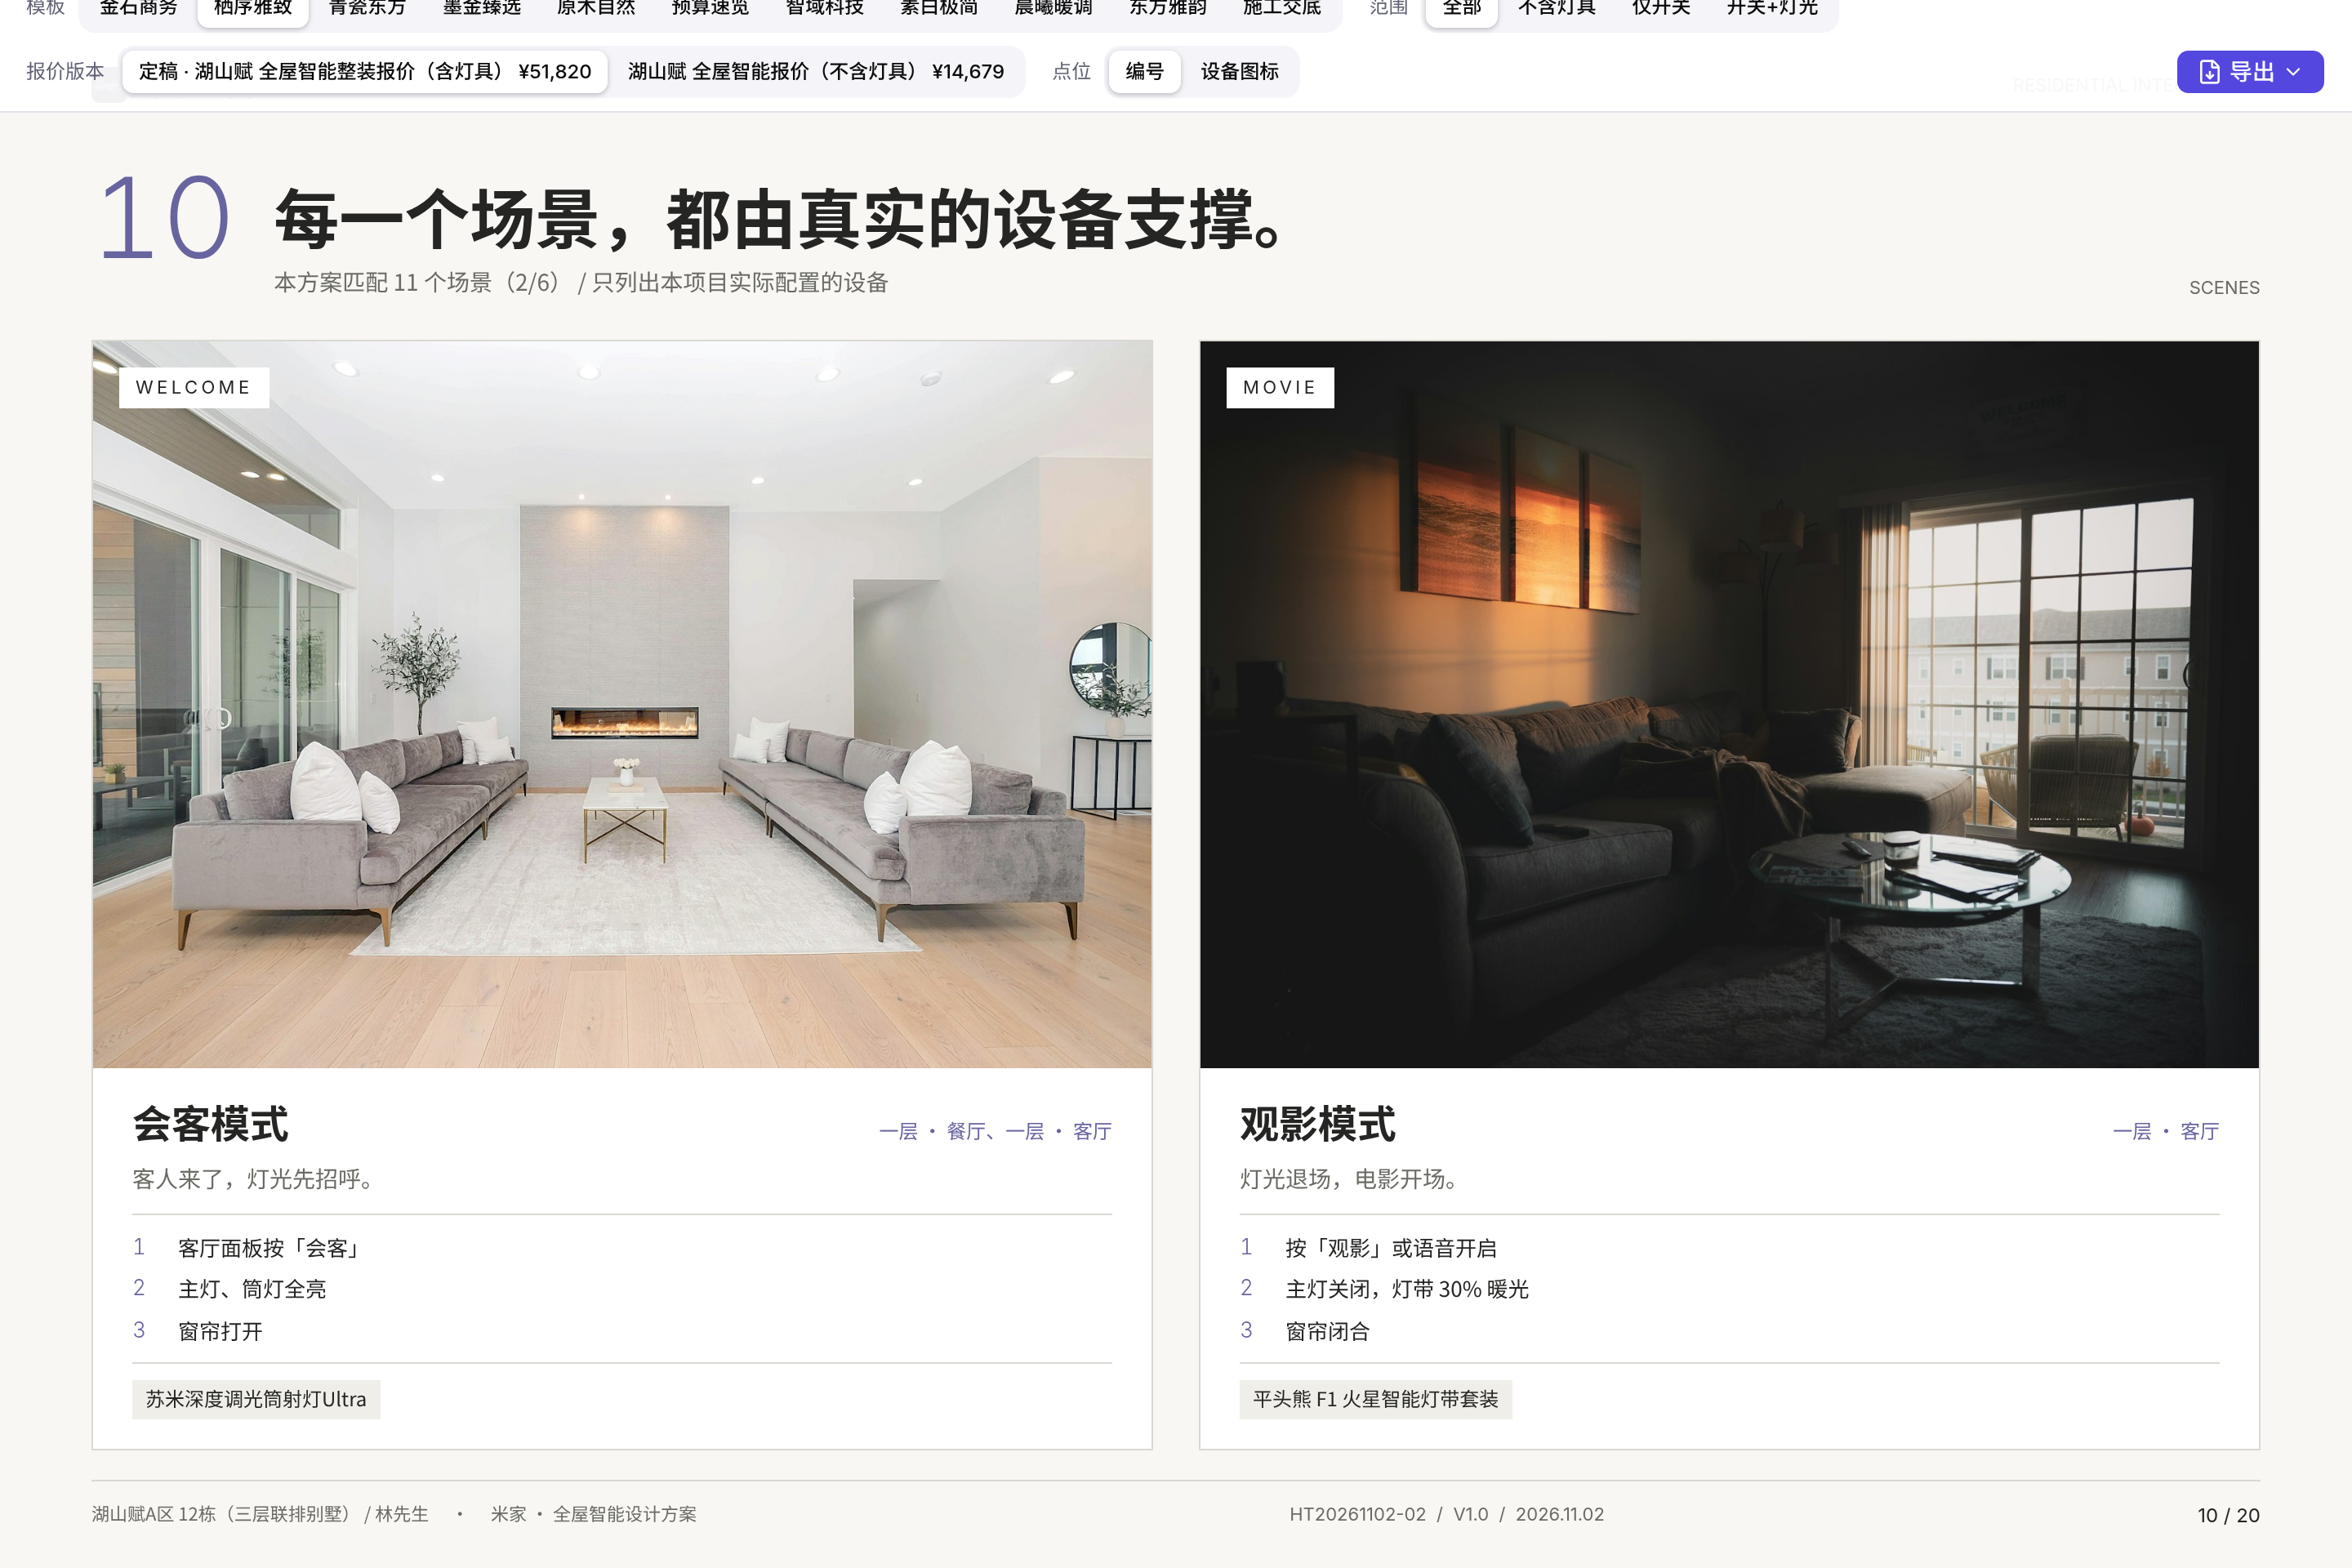 模板 金石商务 栖序雅致 青瓷东方 墨金臻选 原木自然 预算速览 智域科技 素白极简 晨曦暖调 东方雅韵 施工交底 范围 全部 不含灯具 仅开关 开关+灯光
报价版本 定稿 · 湖山赋 全屋智能整装报价（含灯具） ¥51,820 湖山赋 全屋智能报价（不含灯具） ¥14,679 点位 编号 设备图标 导出
RESIDENTIAL INTE
10 每一个场景，都由真实的设备支撑。
本方案匹配 11 个场景（2/6） / 只列出本项目实际配置的设备
SCENES
WELCOME
会客模式
一层 · 餐厅、一层 · 客厅
客人来了，灯光先招呼。
1 客厅面板按「会客」
2 主灯、筒灯全亮
3 窗帘打开
苏米深度调光筒射灯Ultra
MOVIE
观影模式
一层 · 客厅
灯光退场，电影开场。
1 按「观影」或语音开启
2 主灯关闭，灯带 30% 暖光
3 窗帘闭合
平头熊 F1 火星智能灯带套装
湖山赋A区 12栋（三层联排别墅） / 林先生 · 米家 · 全屋智能设计方案
HT20261102-02 / V1.0 / 2026.11.02
10 / 20